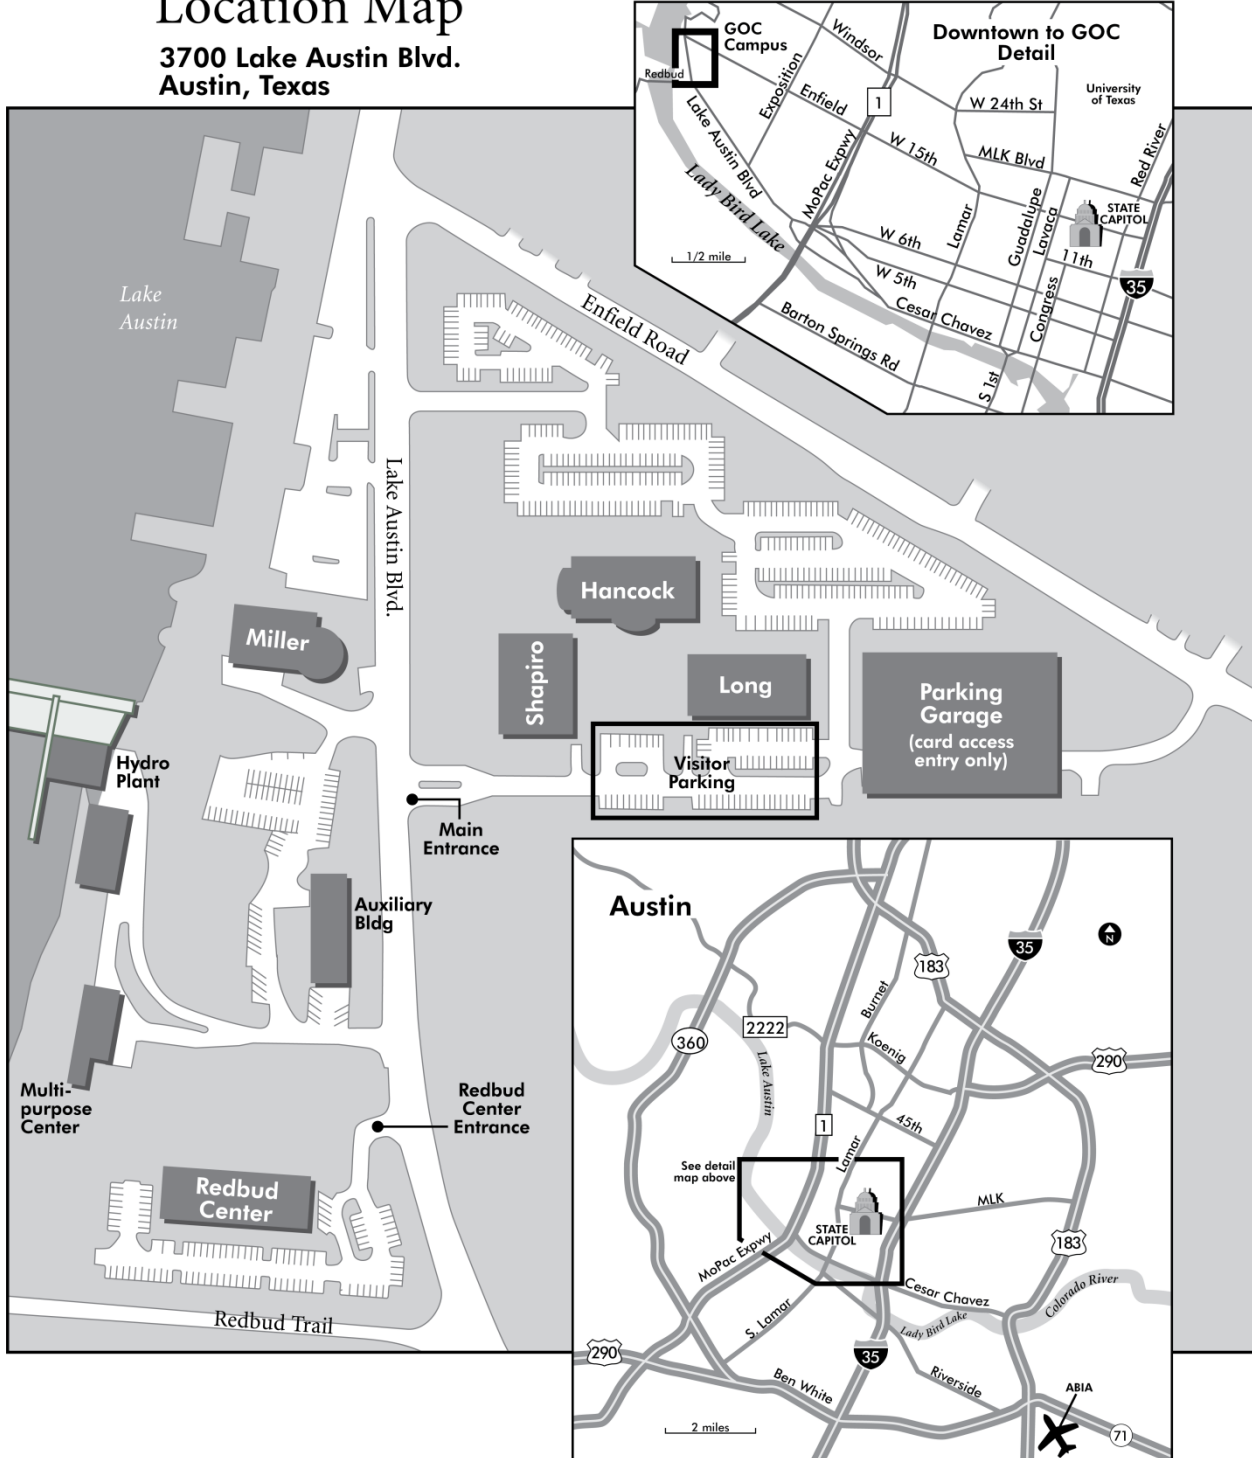 Location Map
3700 Lake Austin Blvd.
Austin, Texas
GOC
Campus
Downtown to GOC
Detail
Windsor
Redbud
Exposition
Enfield
1
W 24th St
University
of Texas
Lake Austin Blvd
MoPac Expwy
W 15th
MLK Blvd
Red River
Lady Bird Lake
Lamar
Guadalupe
Lavaca
STATE
CAPITOL
W 6th
11th
1/2 mile
W 5th
35
Cesar Chavez
Congress
Barton Springs Rd
S 1st
Lake
Austin
Enfield Road
Lake Austin Blvd.
Hancock
Miller
Shapiro
Long
Parking
Garage
(card access
entry only)
Visitor
Parking
Hydro
Plant
Main
Entrance
Auxiliary
Bldg
Multi-
purpose
Center
Redbud
Center
Entrance
Redbud
Center
Redbud Trail
Austin
N
35
183
Burnet
2222
360
Koenig
290
Lake Austin
1
45th
Lamar
See detail
map above
MLK
STATE
CAPITOL
183
MoPac Expwy
Cesar Chavez
Colorado River
S. Lamar
Lady Bird Lake
290
35
Ben White
Riverside
ABIA
2 miles
71